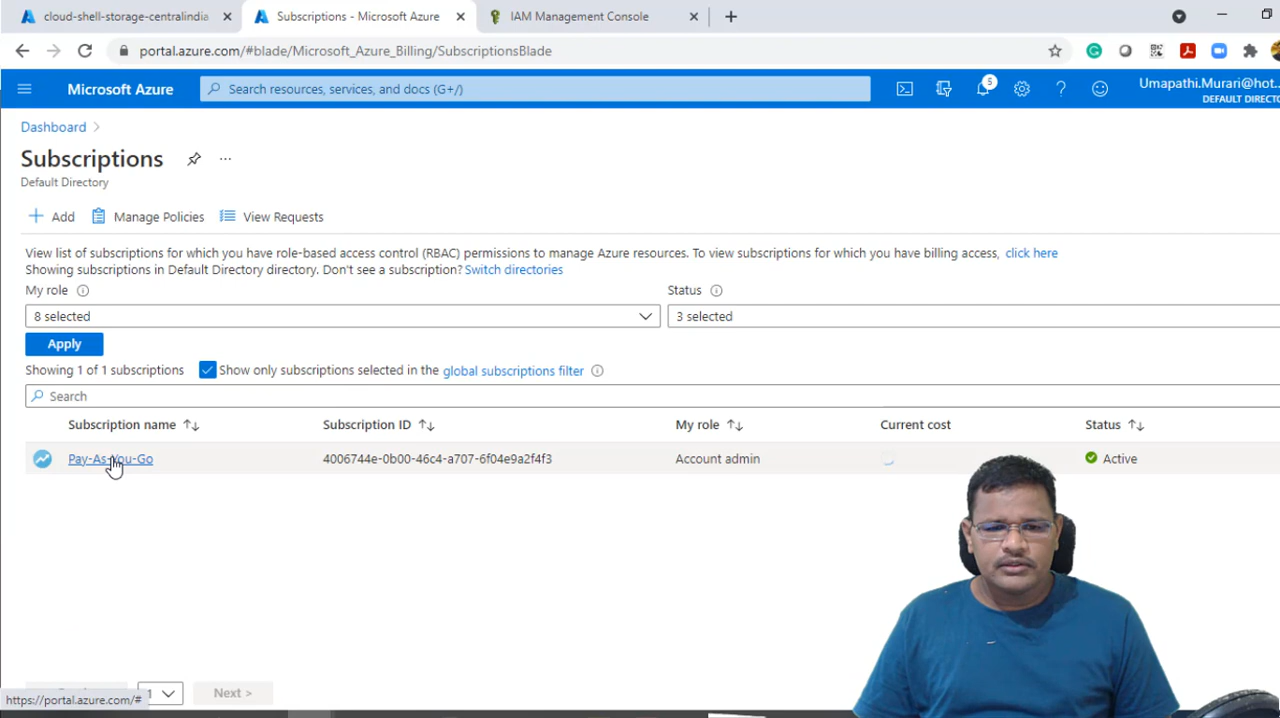 cloud-shell-storage-centralindia
Subscriptions - Microsoft Azure
IAM Management Console
portal.azure.com/#blade/Microsoft_Azure_Billing/SubscriptionsBlade
Microsoft Azure
Search resources, services, and docs (G+/)
5
Umapathi.Murari@hot...
DEFAULT DIRECTO
Dashboard >
Subscriptions
...
Default Directory
+ Add
Manage Policies
View Requests
View list of subscriptions for which you have role-based access control (RBAC) permissions to manage Azure resources. To view subscriptions for which you have billing access, click here
Showing subscriptions in Default Directory directory. Don't see a subscription? Switch directories
My role
Status
8 selected
3 selected
Apply
Showing 1 of 1 subscriptions
Show only subscriptions selected in the global subscriptions filter
Search
Subscription name ↑↓
Subscription ID ↑↓
My role ↑↓
Current cost
Status ↑↓
Pay-As-You-Go
4006744e-0b00-46c4-a707-6f04e9a2f4f3
Account admin
Active
1
Next >
https://portal.azure.com/#